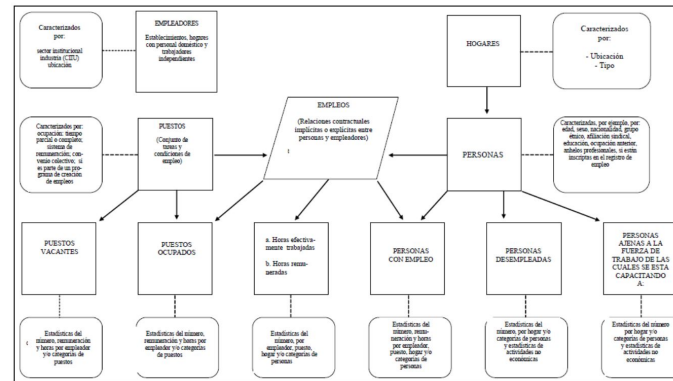 Caracterizados
por:
sector institucional
industria (CIIU)
ubicación
EMPLEADORES
Establecimientos, hogares
con personal doméstico y
trabajadores
independientes
HOGARES
Caracterizados
por:
- Ubicación
- Tipo
Caracterizados por:
ocupación: tiempo
parcial o completo;
sistema de
remuneración; con-
venio colectivo; si
es parte de un pro-
grama de creación
de empleos
PUESTOS
(Conjunto de
tareas y
condiciones de
empleo)
EMPLEOS
(Relaciones contractuales
implícitas o explícitas entre
personas y empleadores)
t
PERSONAS
Caracterizadas, por ejemplo, por:
edad, sexo, nacionalidad, grupo
étnico, afiliación sindical,
educación, ocupación anterior,
anhelos profesionales, si están
inscriptas en el registro de
empleo
PUESTOS
VACANTES
PUESTOS
OCUPADOS
a. Horas efectiva-
mente trabajadas
b. Horas remu-
neradas
PERSONAS
CON EMPLEO
PERSONAS
DESEMPLEADAS
PERSONAS
AJENAS A LA
FUERZA DE
TRABAJO DE LAS
CUALES SE ESTA
CAPACITANDO
A:
Estadísticas del
número, remuneración
y horas por empleador
y/o categorías de
puestos
Estadísticas del número,
remuneración y horas por
empleador y/o categorías
de puestos
Estadísticas del
número, por
empleador, puesto,
hogar y/o categorías de
personas
Estadísticas del
número, remu-
neración y horas
por empleador,
puesto, hogar y/o
categorías de
personas
Estadísticas del
número, por hogar y/o
categorías de personas
y estadísticas de
actividades no
económicas
Estadísticas del número
por hogar y/o
categorías de personas
y estadísticas de
actividades no
económicas